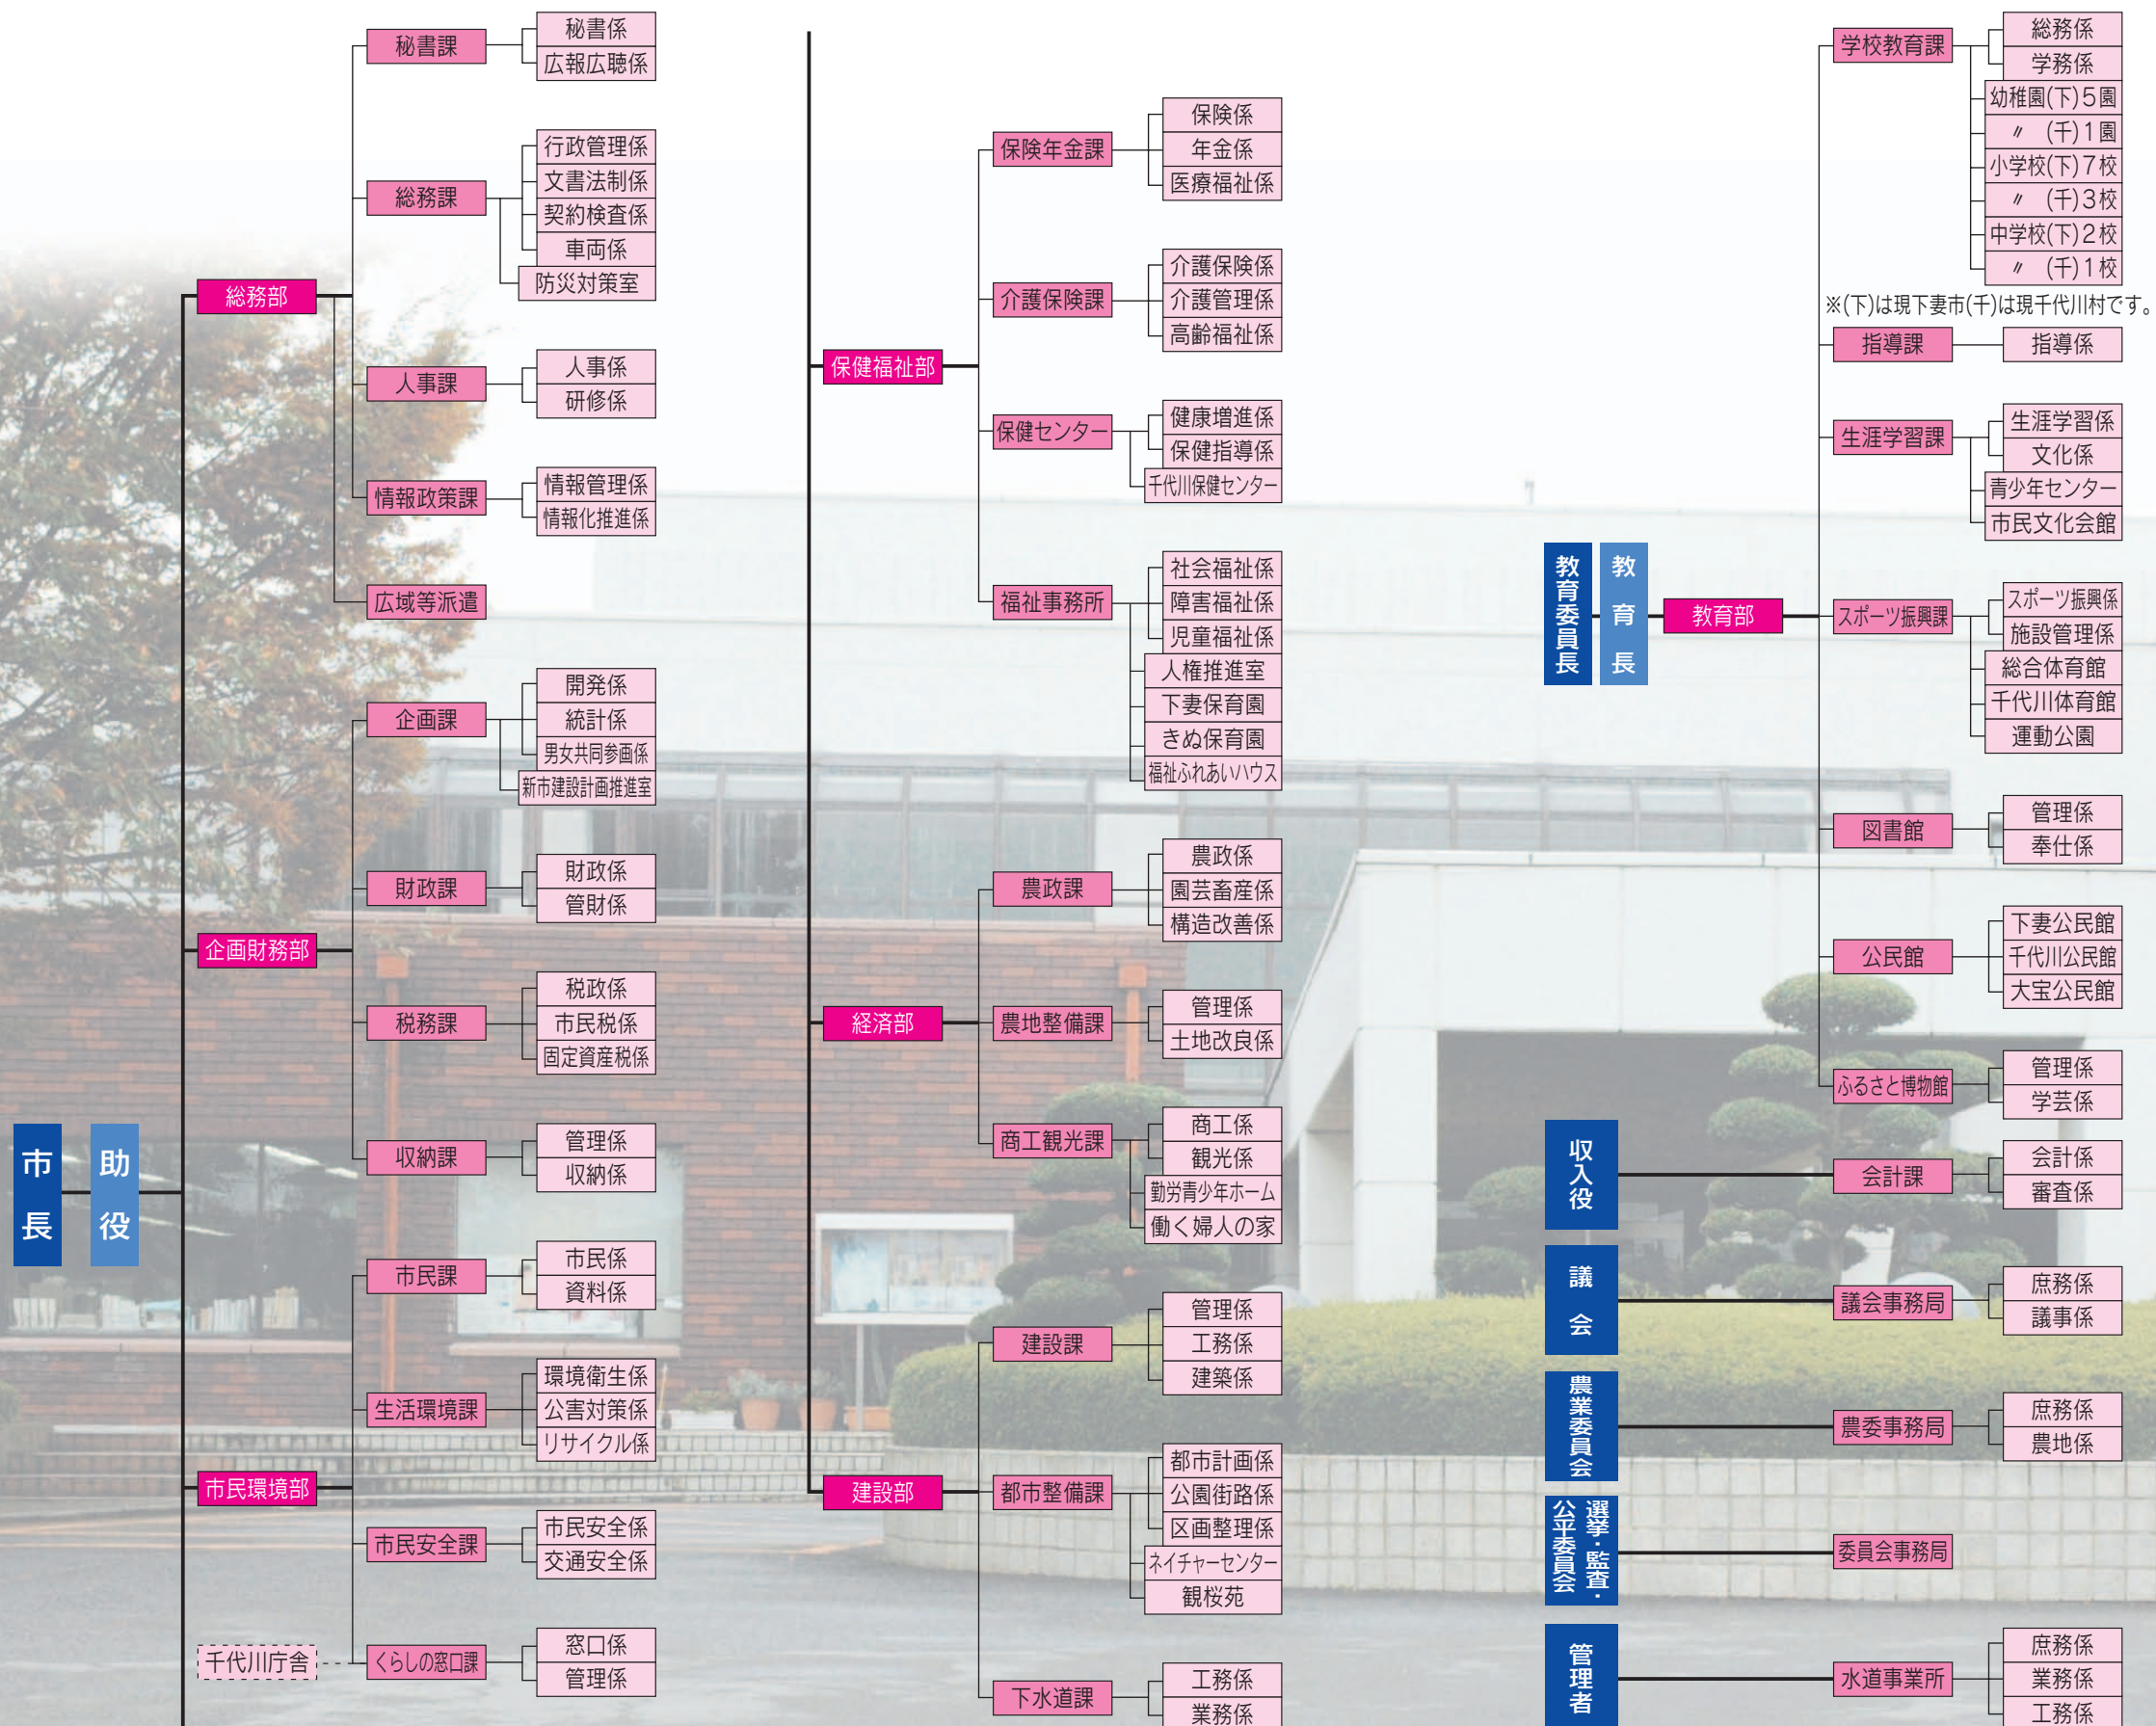 市長
助役
総務部
秘書課
秘書係
広報広聴係
総務課
行政管理係
文書法制係
契約検査係
車両係
防災対策室
人事課
人事係
研修係
情報政策課
情報管理係
情報化推進係
広域等派遣
企画財務部
企画課
開発係
統計係
男女共同参画係
新市建設計画推進室
財政課
財政係
管財係
税務課
税政係
市民税係
固定資産税係
収納課
管理係
収納係
市民環境部
市民課
市民係
資料係
生活環境課
環境衛生係
公害対策係
リサイクル係
市民安全課
市民安全係
交通安全係
千代川庁舎
くらしの窓口課
窓口係
管理係
保健福祉部
保険年金課
保険係
年金係
医療福祉係
介護保険課
介護保険係
介護管理係
高齢福祉係
保健センター
健康増進係
保健指導係
千代川保健センター
福祉事務所
社会福祉係
障害福祉係
児童福祉係
人権推進室
下妻保育園
きぬ保育園
福祉ふれあいハウス
経済部
農政課
農政係
園芸畜産係
構造改善係
農地整備課
管理係
土地改良係
商工観光課
商工係
観光係
勤労青少年ホーム
働く婦人の家
建設部
建設課
管理係
工務係
建築係
都市整備課
都市計画係
公園街路係
区画整理係
ネイチャーセンター
観桜苑
下水道課
工務係
業務係
教育委員長
教育長
教育部
学校教育課
総務係
学務係
幼稚園(下)5園
〃 (千)1園
小学校(下)7校
〃 (千)3校
中学校(下)2校
〃 (千)1校
※(下)は現下妻市(千)は現千代川村です。
指導課
指導係
生涯学習課
生涯学習係
文化係
青少年センター
市民文化会館
スポーツ振興課
スポーツ振興係
施設管理係
総合体育館
千代川体育館
運動公園
図書館
管理係
奉仕係
公民館
下妻公民館
千代川公民館
大宝公民館
ふるさと博物館
管理係
学芸係
収入役
会計課
会計係
審査係
議会
議会事務局
庶務係
議事係
農業委員会
農委事務局
庶務係
農地係
選挙・監査・
公平委員会
委員会事務局
管理者
水道事業所
庶務係
業務係
工務係